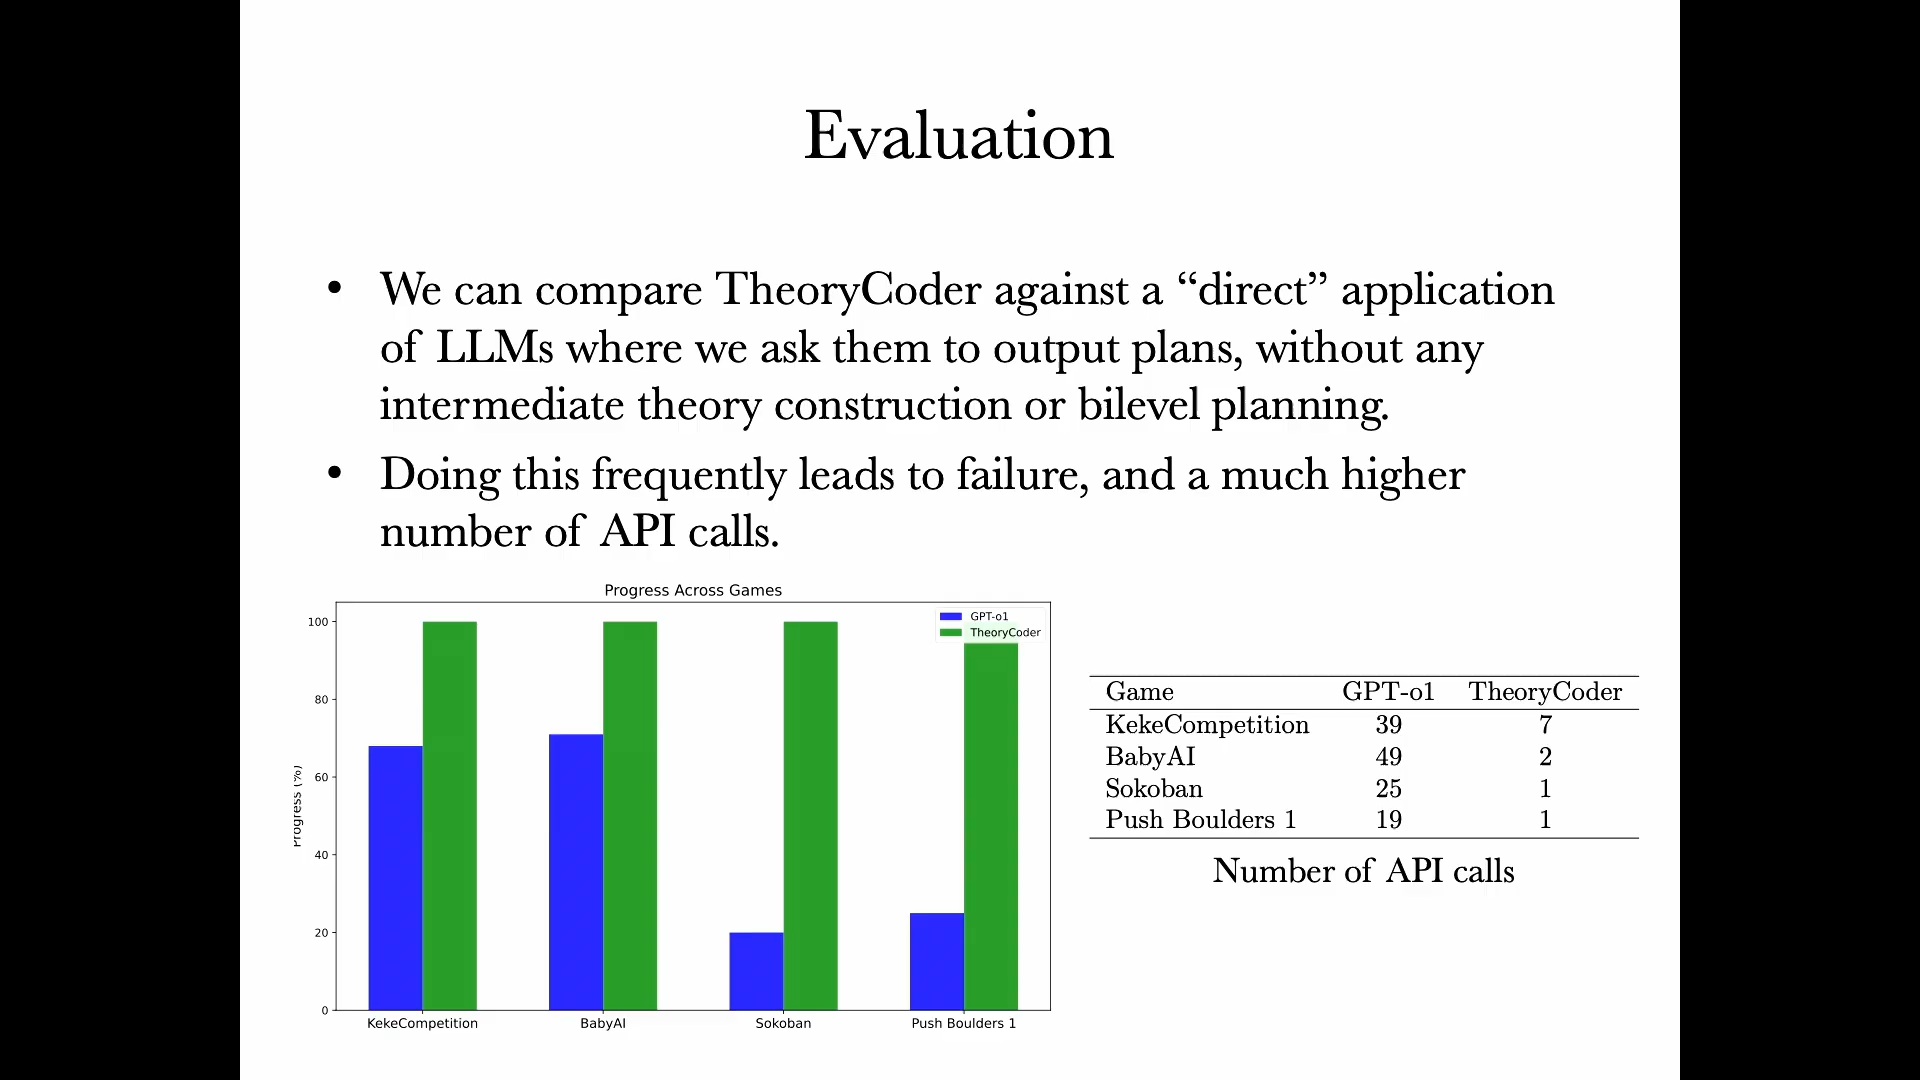 Evaluation
• We can compare TheoryCoder against a “direct” application
of LLMs where we ask them to output plans, without any
intermediate theory construction or bilevel planning.
• Doing this frequently leads to failure, and a much higher
number of API calls.
Progress Across Games
GPT-o1
TheoryCoder
Progress (%)
100
80
60
40
20
0
KekeCompetition BabyAI Sokoban Push Boulders 1
Game GPT-o1 TheoryCoder
KekeCompetition 39 7
BabyAI 49 2
Sokoban 25 1
Push Boulders 1 19 1
Number of API calls